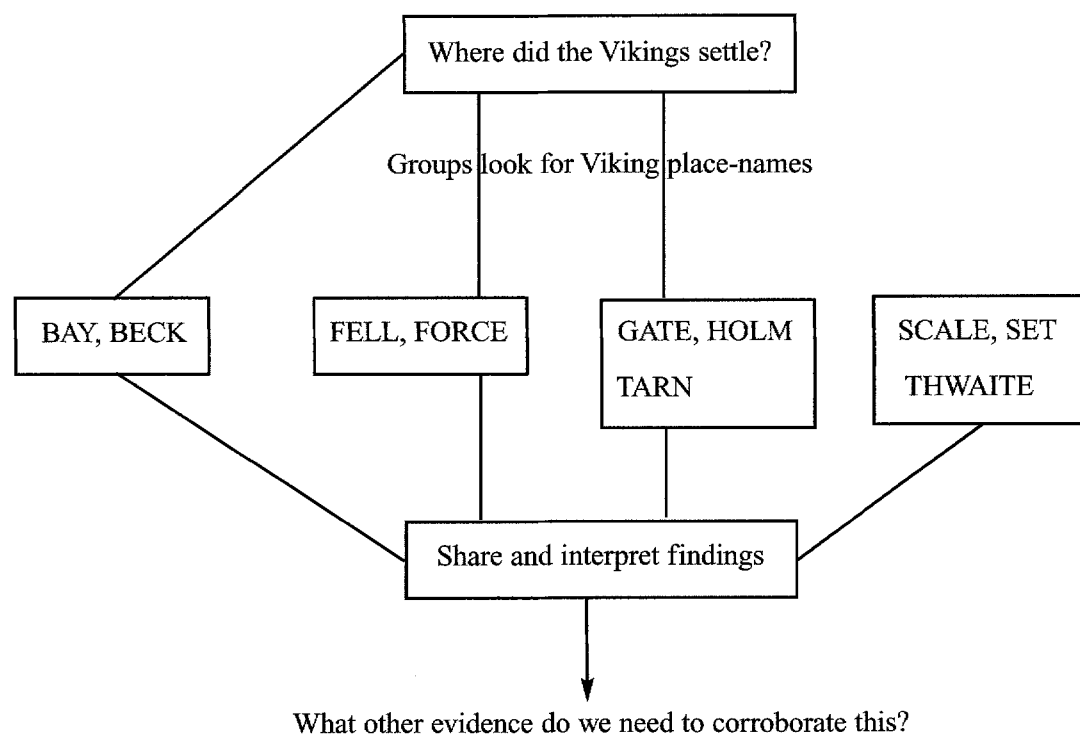 Where did the Vikings settle?
Groups look for Viking place-names
BAY, BECK
FELL, FORCE
GATE, HOLM
TARN
SCALE, SET
THWAITE
Share and interpret findings
What other evidence do we need to corroborate this?